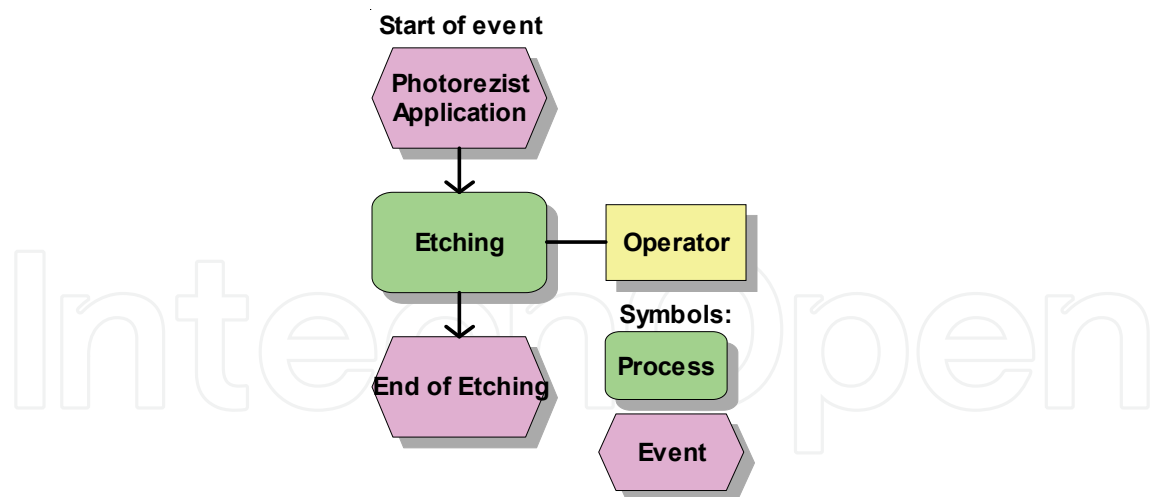 Start of event
Photorezist
Application
Etching
Operator
End of Etching
Symbols:
Process
Event
IntechOpen